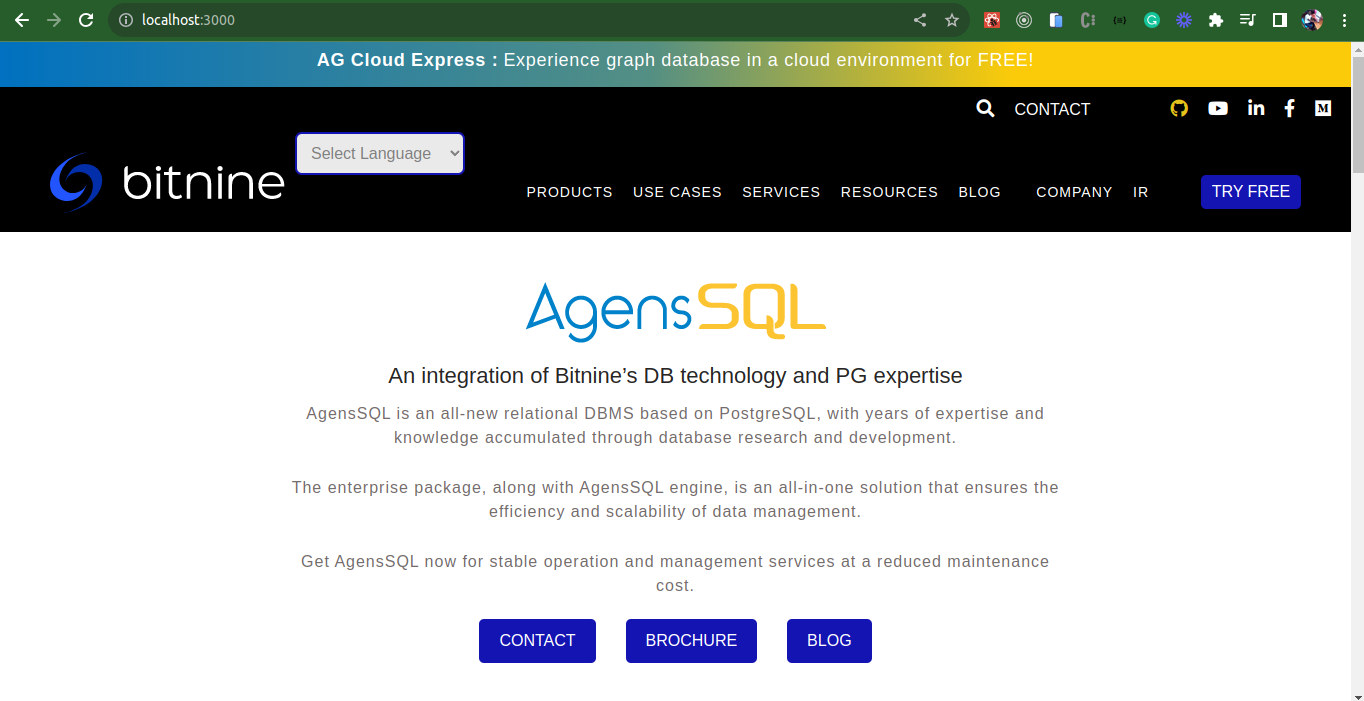 localhost:3000
AG Cloud Express : Experience graph database in a cloud environment for FREE!
CONTACT
M
Select Language
bitnine
PRODUCTS USE CASES SERVICES RESOURCES BLOG COMPANY IR TRY FREE
AgensSQL
An integration of Bitnine’s DB technology and PG expertise
AgensSQL is an all-new relational DBMS based on PostgreSQL, with years of expertise and
knowledge accumulated through database research and development.
The enterprise package, along with AgensSQL engine, is an all-in-one solution that ensures the
efficiency and scalability of data management.
Get AgensSQL now for stable operation and management services at a reduced maintenance
cost.
CONTACT BROCHURE BLOG